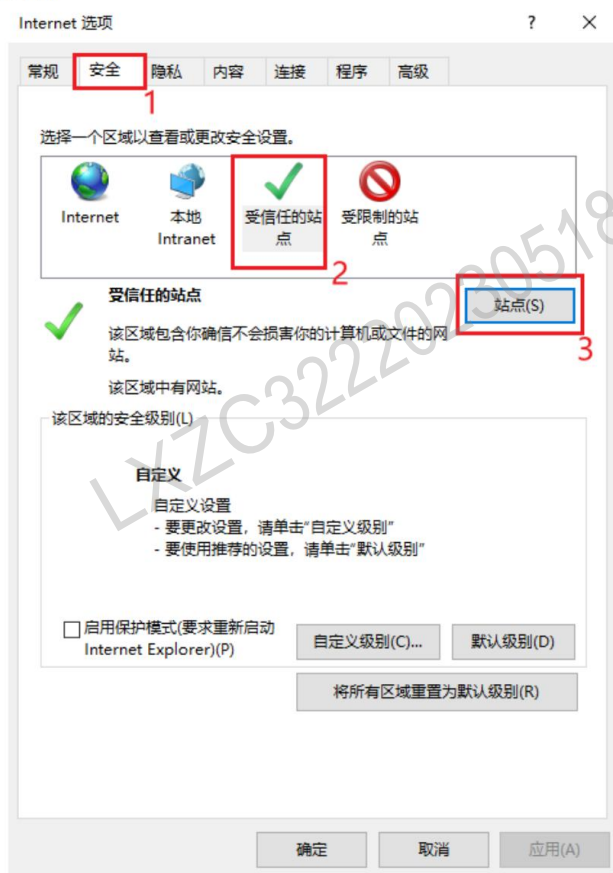 Internet 选项
?
×
常规 安全 隐私 内容 连接 程序 高级
1
选择一个区域以查看或更改安全设置。
Internet
本地
Intranet
受信任的站
点
受限制的站
点
2
受信任的站点
站点(S)
3
该区域包含你确信不会损害你的计算机或文件的网
站。
该区域中有网站。
该区域的安全级别(L)
自定义
自定义设置
- 要更改设置，请单击“自定义级别”
- 要使用推荐的设置，请单击“默认级别”
启用保护模式(要求重新启动
Internet Explorer)(P)
自定义级别(C)...
默认级别(D)
将所有区域重置为默认级别(R)
确定 取消 应用(A)
LXZC32220230518